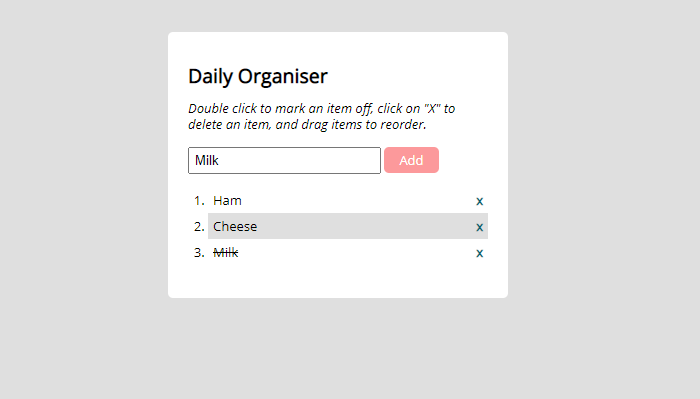 Daily Organiser
Double click to mark an item off, click on "X" to
delete an item, and drag items to reorder.
Milk Add
1. Ham x
2. Cheese x
3. Milk x